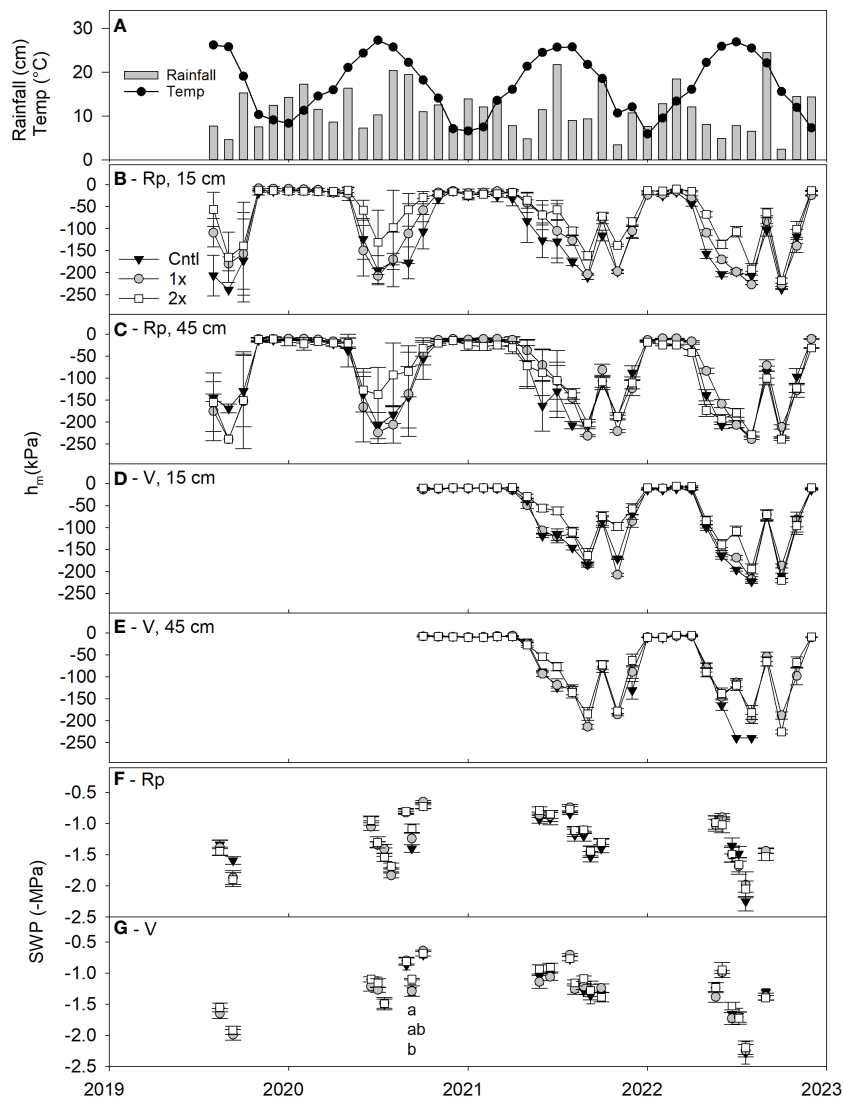 A
30
20
10
0
Rainfall (cm)
Temp (°C)
Rainfall
Temp
B - Rp, 15 cm
0
-50
-100
-150
-200
-250
Cntl
1x
2x
C - Rp, 45 cm
0
-50
-100
-150
-200
-250
hm(kPa)
D - V, 15 cm
0
-50
-100
-150
-200
-250
E - V, 45 cm
0
-50
-100
-150
-200
-250
F - Rp
-0.5
-1.0
-1.5
-2.0
-2.5
SWP (-MPa)
G - V
-0.5
-1.0
-1.5
-2.0
-2.5
a
ab
b
2019 2020 2021 2022 2023